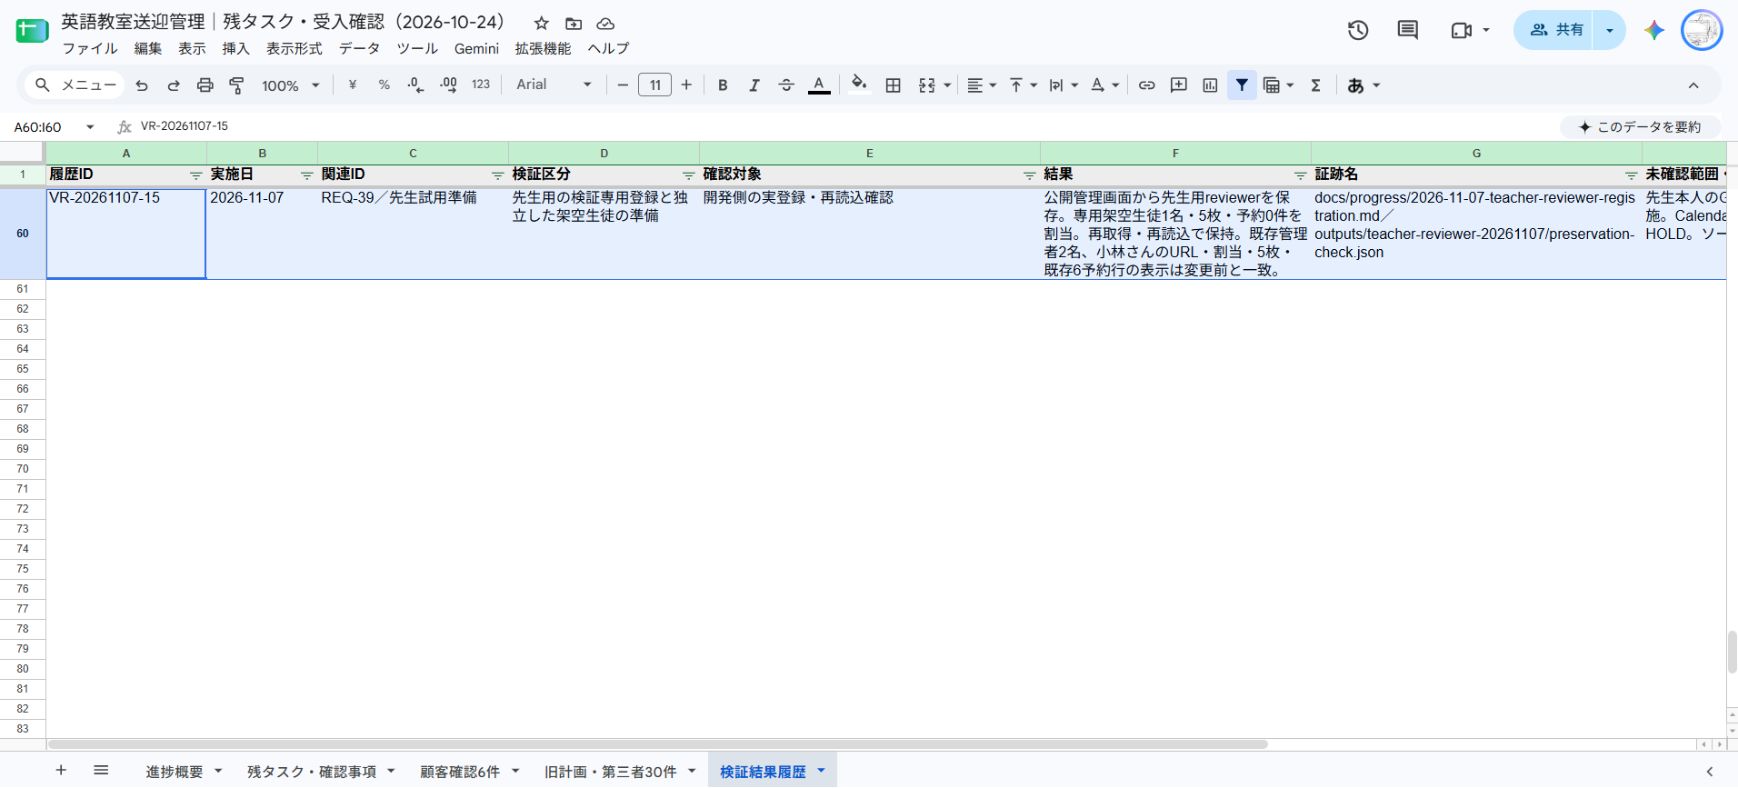 英語教室送迎管理｜残タスク・受入確認（2026-10-24）
ファイル 編集 表示 挿入 表示形式 データ ツール Gemini 拡張機能 ヘルプ
共有
メニュー 100% ¥ % .0 .00 123 Arial 11 B I A Σ あ
A60:I60 fx VR-20261107-15 このデータを要約
A B C D E F G
1 履歴ID 実施日 関連ID 検証区分 確認対象 結果 証跡名 未確認範囲・
60 VR-20261107-15 2026-11-07 REQ-39／先生試用準備 先生用の検証専用登録と独 開発側の実登録・再読込確認 公開管理画面から先生用reviewerを保 docs/progress/2026-11-07-teacher-reviewer-regis 先生本人のG
立した架空生徒の準備 存。専用架空生徒1名・5枚・予約0件を tration.md／ 施。Calenda
割当。再取得・再読込で保持。既存管理 outputs/teacher-reviewer-20261107/preservation- HOLD。ソー
者2名、小林さんのURL・割当・5枚・ check.json
既存6予約行の表示は変更前と一致。
61
62
63
64
65
66
67
68
69
70
71
72
73
74
75
76
77
78
79
80
81
82
83
進捗概要 残タスク・確認事項 顧客確認6件 旧計画・第三者30件 検証結果履歴